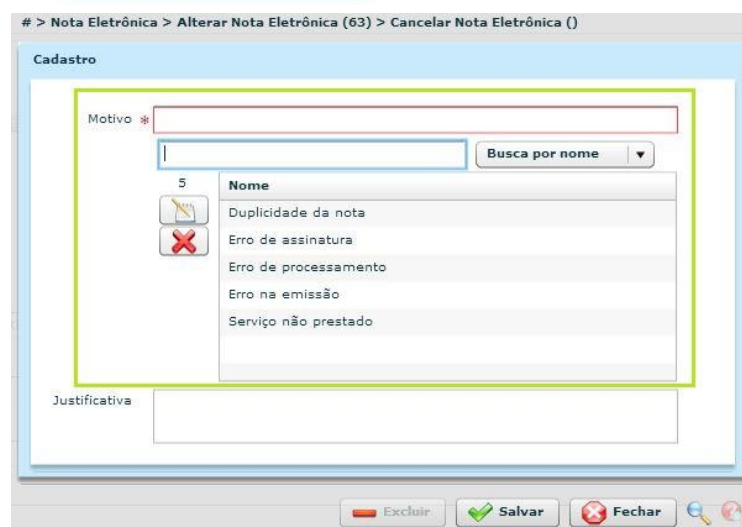 # > Nota Eletrônica > Alterar Nota Eletrônica (63) > Cancelar Nota Eletrônica ()
Cadastro
Motivo *
Busca por nome
5
Nome
Duplicidade da nota
Erro de assinatura
Erro de processamento
Erro na emissão
Serviço não prestado
Justificativa
Excluir Salvar Fechar